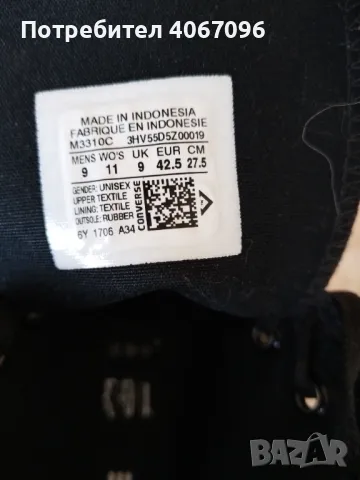 Потребител 4067096
MADE IN INDONESIA
FABRIQUÉ EN INDONESIE
M3310C 3HV55D5Z00019
MENS WO'S UK EUR CM
9 11 9 42.5 27.5
GENDER: UNISEX
UPPER:TEXTILE
LINING: TEXTILE
OUTSOLE: RUBBER
6Y 1706 A34
CONVERSE
BAZAR